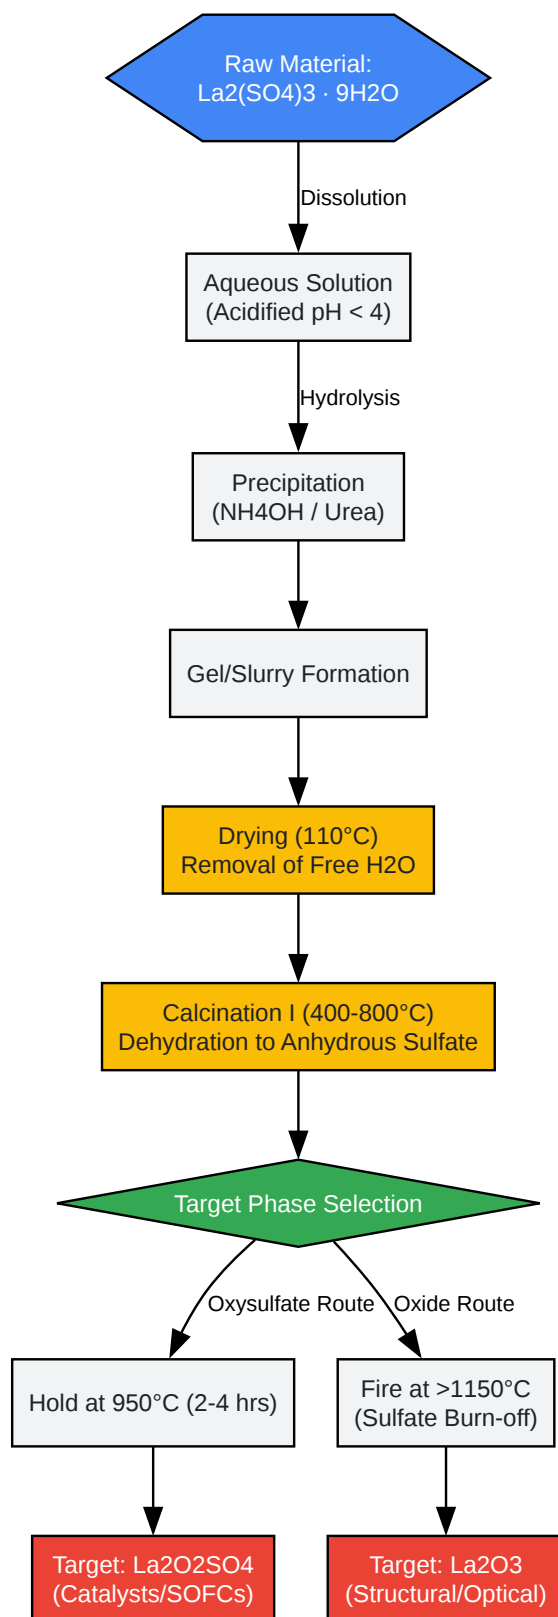 Raw Material:
La2(SO4)3 · 9H2O
Dissolution
Aqueous Solution
(Acidified pH < 4)
Hydrolysis
Precipitation
(NH4OH / Urea)
Gel/Slurry Formation
Drying (110°C)
Removal of Free H2O
Calcination I (400-800°C)
Dehydration to Anhydrous Sulfate
Target Phase Selection
Oxysulfate Route
Oxide Route
Hold at 950°C (2-4 hrs)
Fire at >1150°C
(Sulfate Burn-off)
Target: La2O2SO4
(Catalysts/SOFCs)
Target: La2O3
(Structural/Optical)